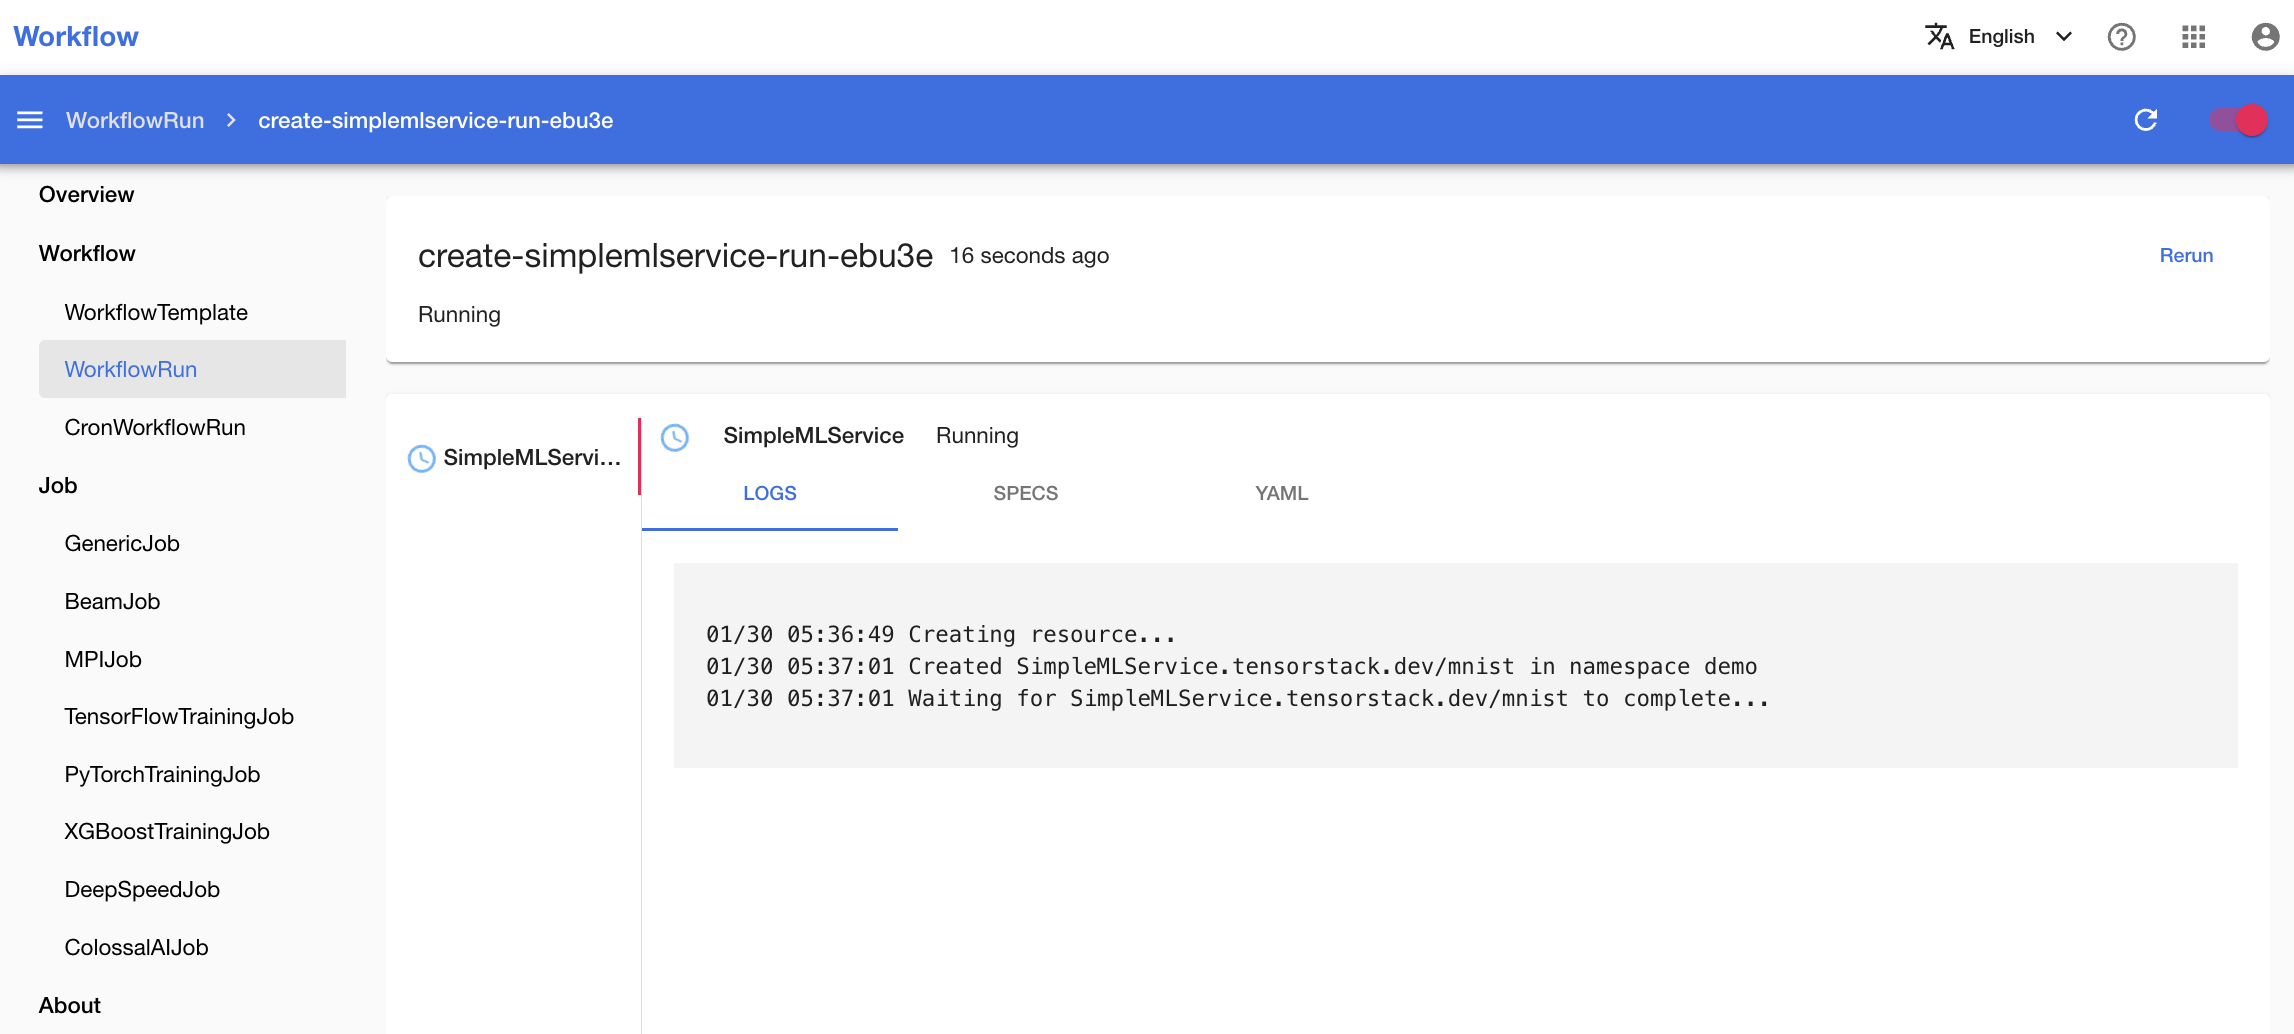 Workflow
English
WorkflowRun
create-simplemlservice-run-ebu3e
Overview
Workflow
WorkflowTemplate
WorkflowRun
CronWorkflowRun
Job
GenericJob
BeamJob
MPIJob
TensorFlowTrainingJob
PyTorchTrainingJob
XGBoostTrainingJob
DeepSpeedJob
ColossalAIJob
About
create-simplemlservice-run-ebu3e 16 seconds ago
Rerun
Running
SimpleMLServi...
SimpleMLService Running
LOGS SPECS YAML
01/30 05:36:49 Creating resource...
01/30 05:37:01 Created SimpleMLService.tensorstack.dev/mnist in namespace demo
01/30 05:37:01 Waiting for SimpleMLService.tensorstack.dev/mnist to complete...